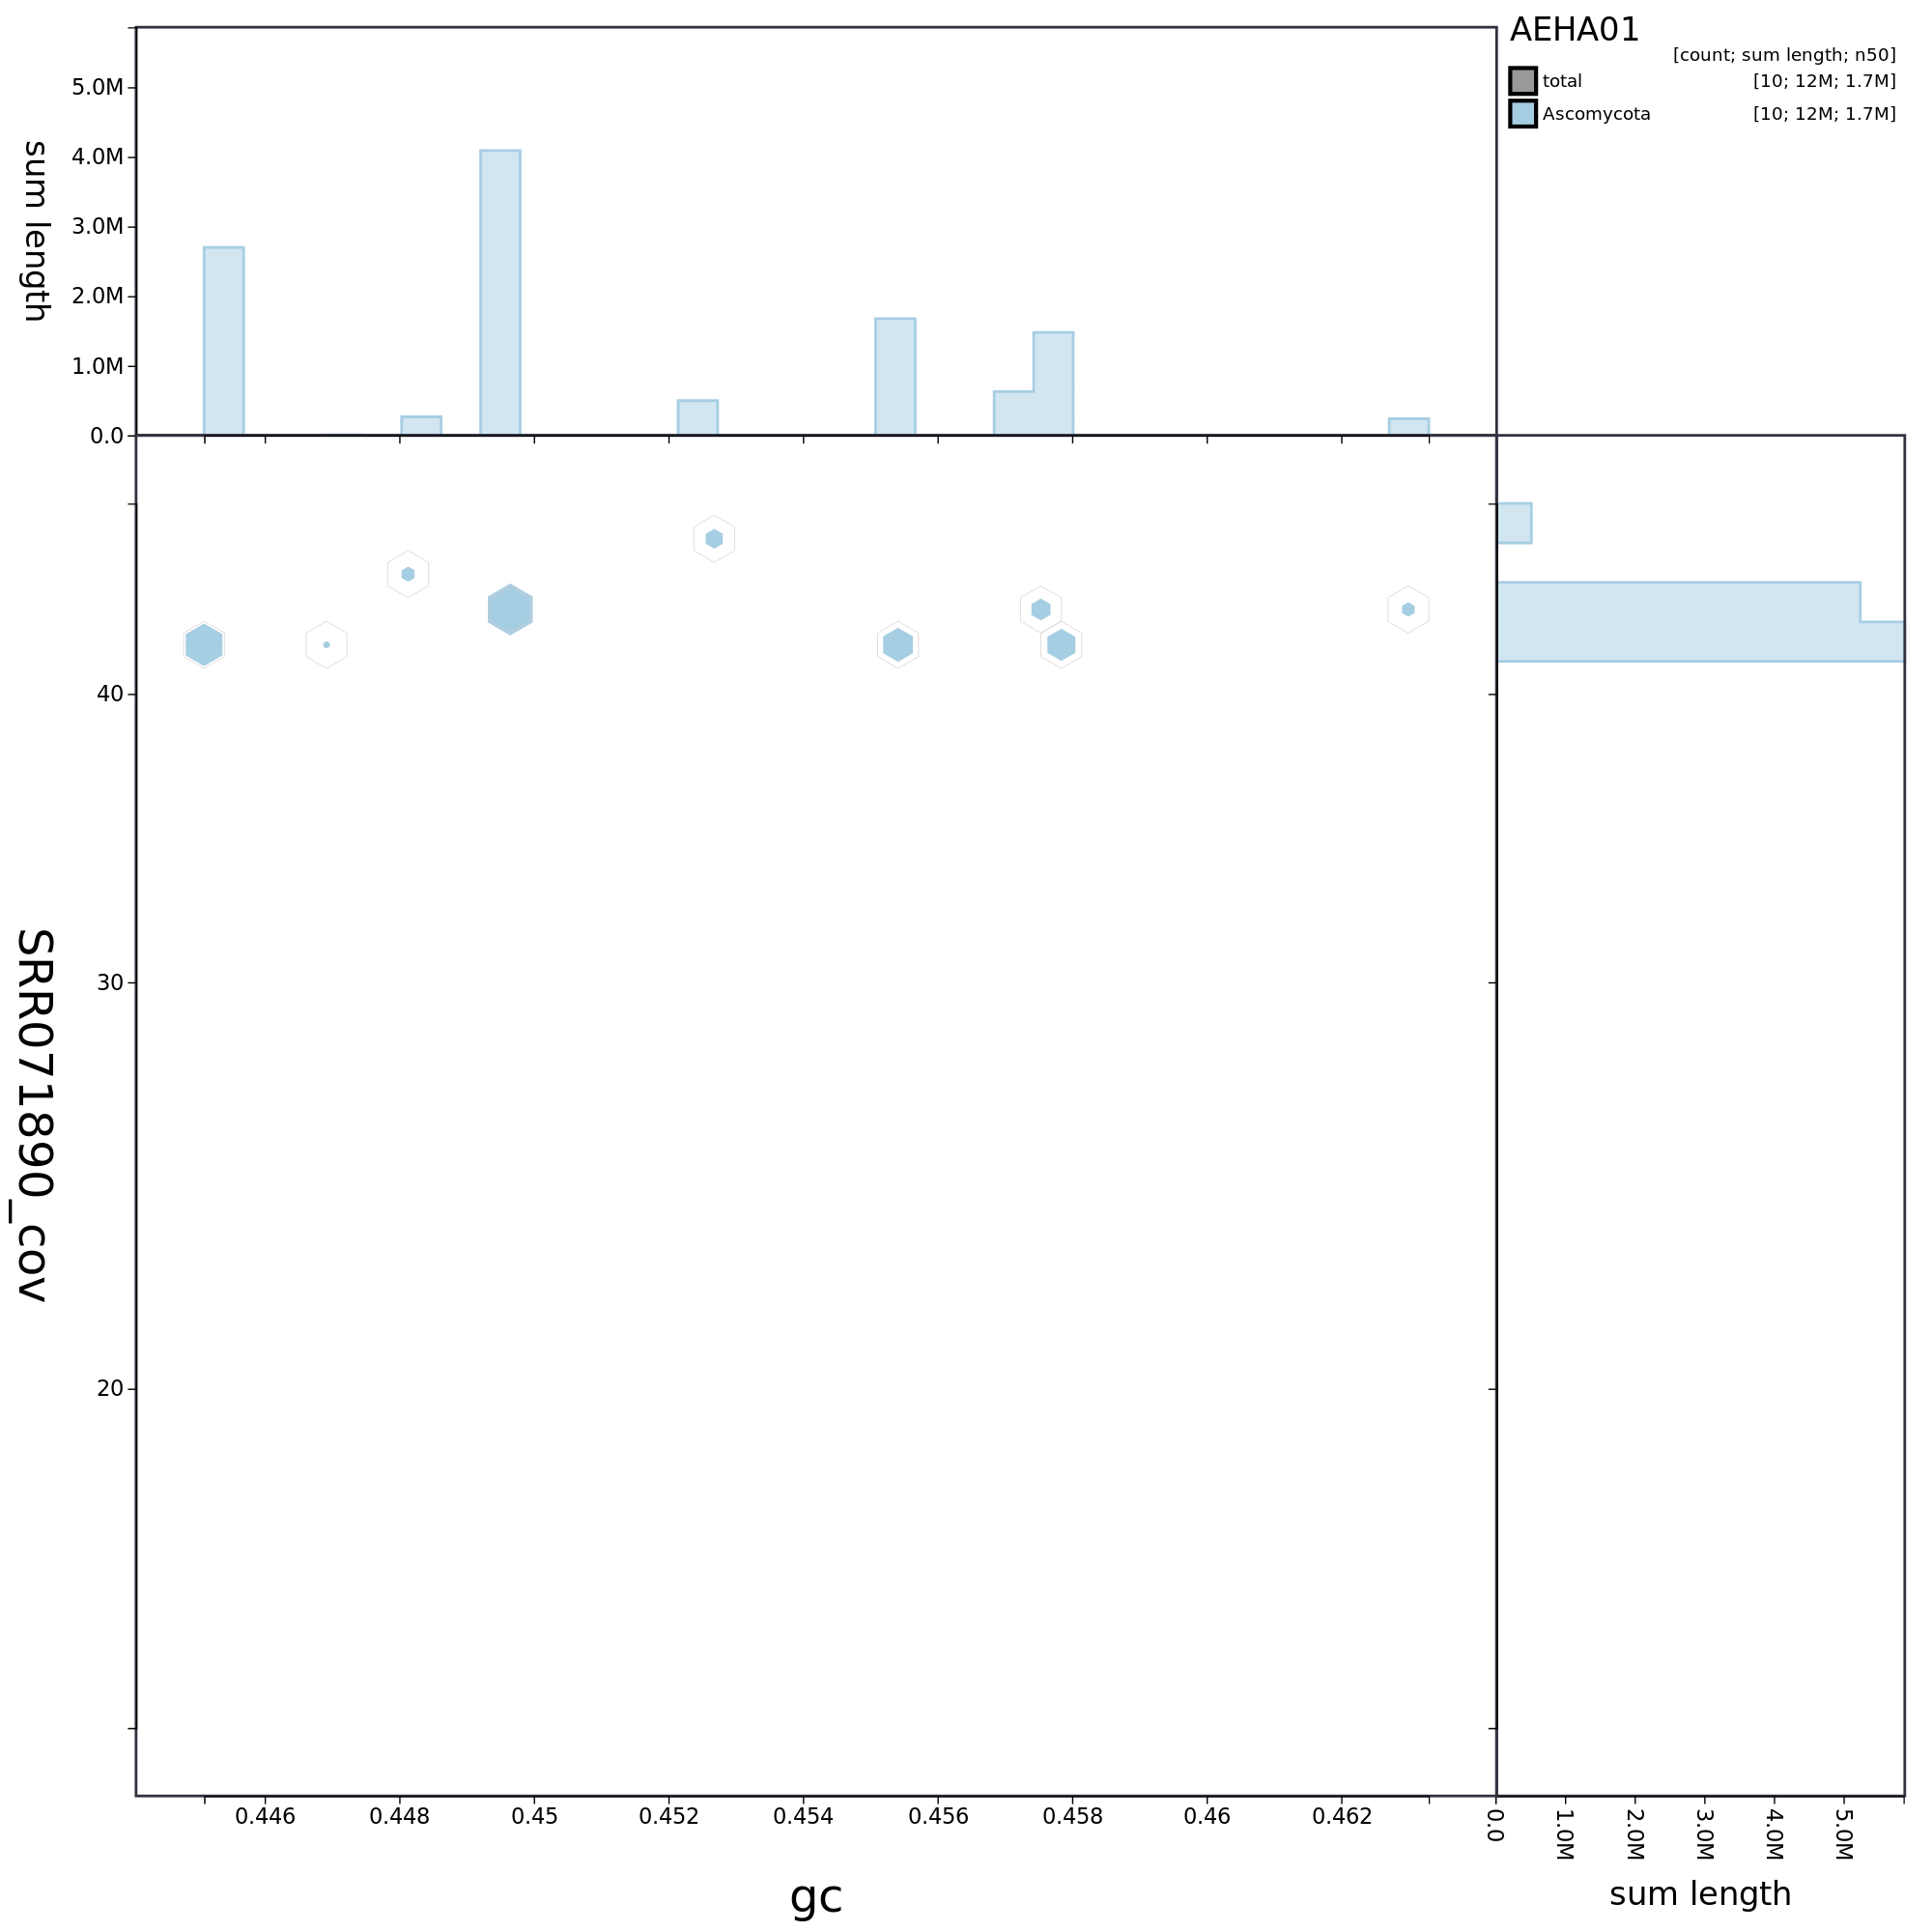 AEHA01
[count; sum length; n50]
total [10; 12M; 1.7M]
Ascomycota [10; 12M; 1.7M]
sum length
5.0M
4.0M
3.0M
2.0M
1.0M
0.0
SRR071890_cov
40
30
20
0.446 0.448 0.45 0.452 0.454 0.456 0.458 0.46 0.462
gc
0.0 1.0M 2.0M 3.0M 4.0M 5.0M
sum length